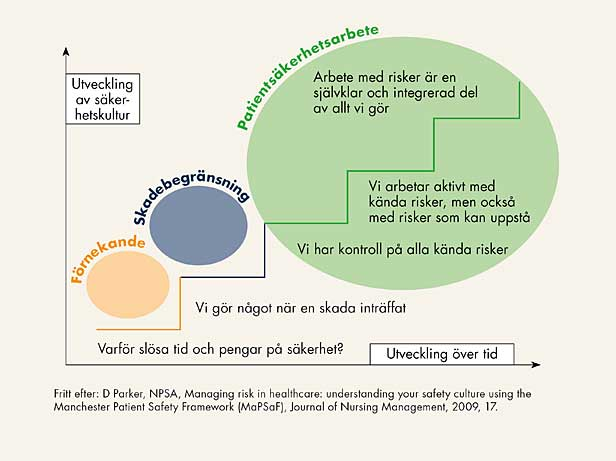 Utveckling
av säker-
hetskultur
Patientsäkerhetsarbete
Arbete med risker är en
självklar och integrerad del
av allt vi gör
Skadebegränsning
Vi arbetar aktivt med
kända risker, men också
med risker som kan uppstå
Förnekande
Vi har kontroll på alla kända risker
Vi gör något när en skada inträffat
Varför slösa tid och pengar på säkerhet?
Utveckling över tid
Fritt efter: D Parker, NPSA, Managing risk in healthcare: understanding your safety culture using the
Manchester Patient Safety Framework (MaPSaF), Journal of Nursing Management, 2009, 17.